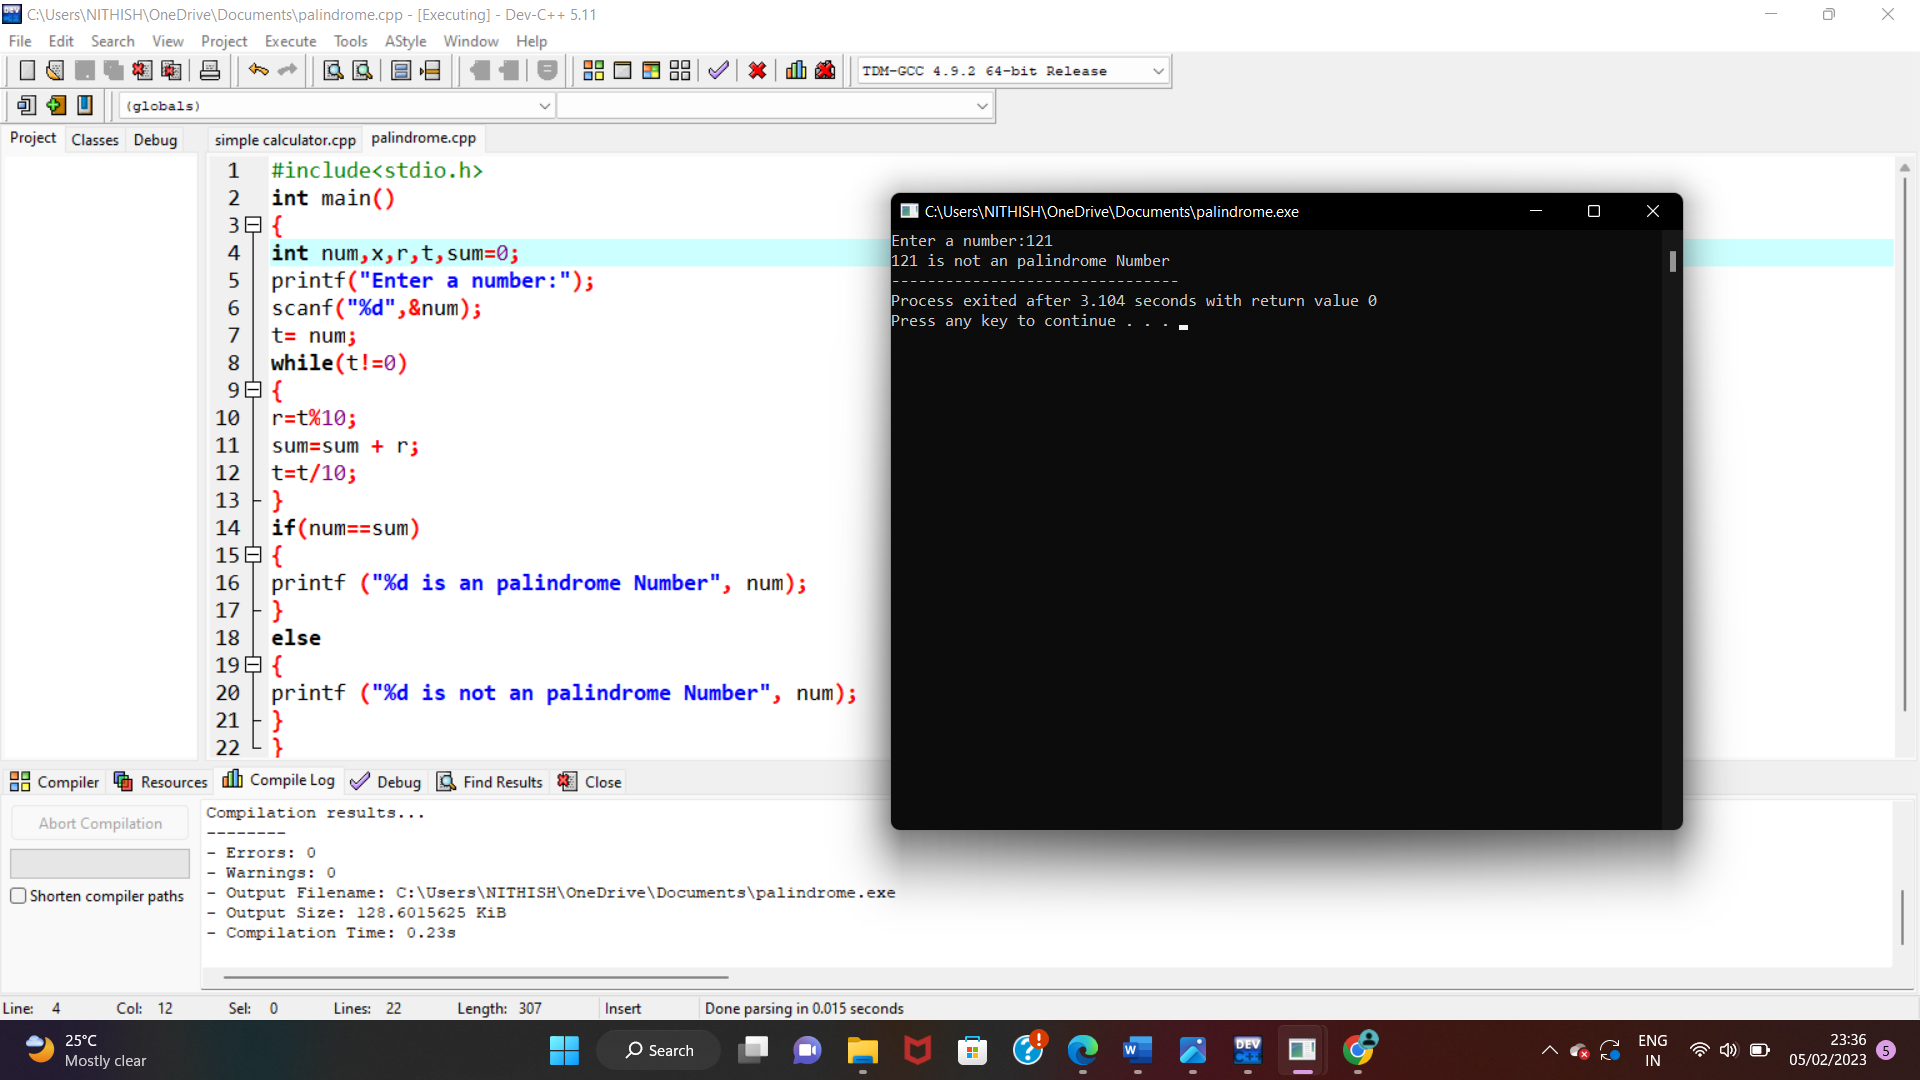 C:\Users\NITHISH\OneDrive\Documents\palindrome.cpp - [Executing] - Dev-C++ 5.11
File Edit Search View Project Execute Tools AStyle Window Help
TDM-GCC 4.9.2 64-bit Release
(globals)
Project Classes Debug simple calculator.cpp palindrome.cpp
1 #include<stdio.h>
2 int main()
3 {
4 int num,x,r,t,sum=0;
5 printf("Enter a number:");
6 scanf("%d",&num);
7 t= num;
8 while(t!=0)
9 {
10 r=t%10;
11 sum=sum + r;
12 t=t/10;
13 }
14 if(num==sum)
15 {
16 printf ("%d is an palindrome Number", num);
17 }
18 else
19 {
20 printf ("%d is not an palindrome Number", num);
21 }
22 }
C:\Users\NITHISH\OneDrive\Documents\palindrome.exe
Enter a number:121
121 is not an palindrome Number
--------------------------------
Process exited after 3.104 seconds with return value 0
Press any key to continue . . .
Compiler Resources Compile Log Debug Find Results Close
Abort Compilation
Shorten compiler paths
Compilation results...
--------
- Errors: 0
- Warnings: 0
- Output Filename: C:\Users\NITHISH\OneDrive\Documents\palindrome.exe
- Output Size: 128.6015625 KiB
- Compilation Time: 0.23s
Line: 4 Col: 12 Sel: 0 Lines: 22 Length: 307 Insert Done parsing in 0.015 seconds
25°C
Mostly clear
Search
DEV
C++
ENG
IN
23:36
05/02/2023
5